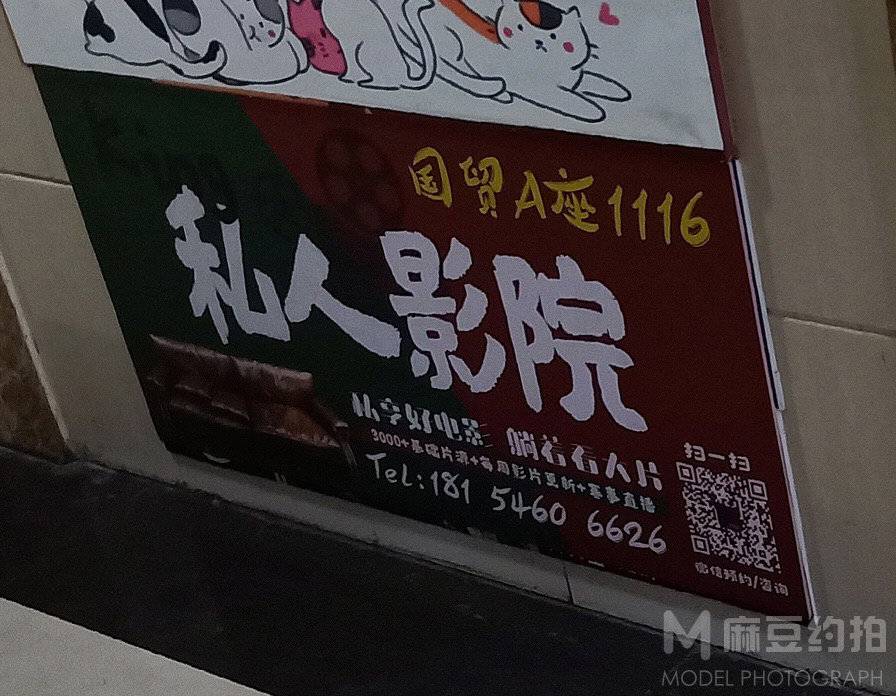 国贸A座1116
私人影院
私享好电影 躺着看大片
3000+基础片源+每周影片更新+赛事直播
Tel:181 5460 6626
扫一扫
微信预约/咨询
M 麻豆约拍
MODEL PHOTOGRAPH